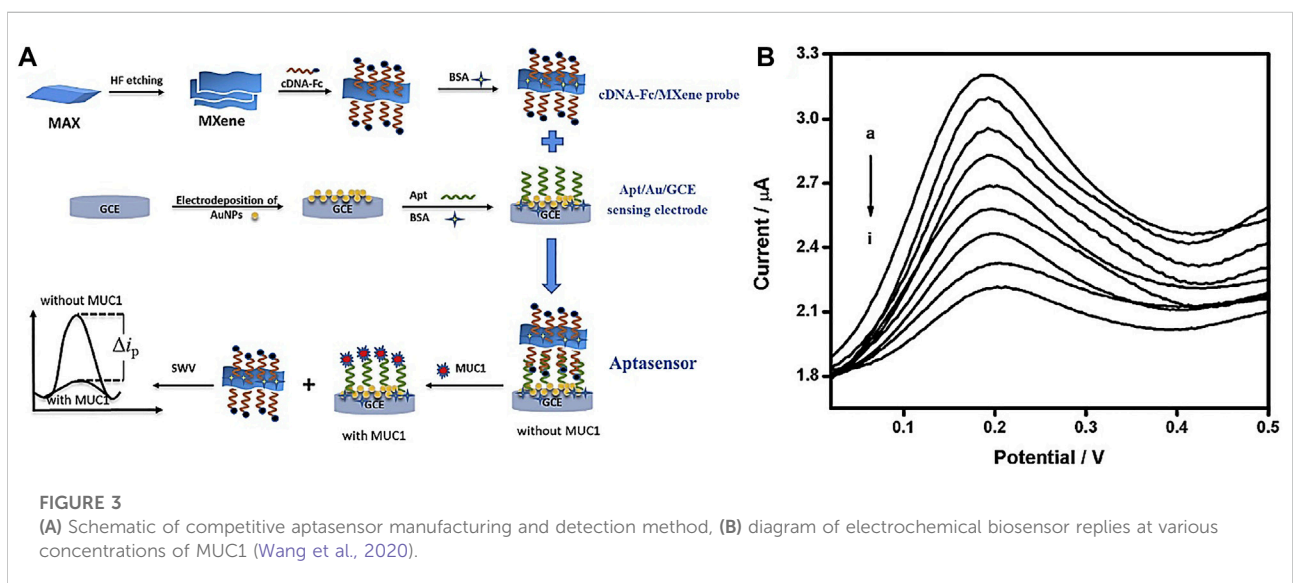 A
HF etching
cDNA-Fc
BSA
MAX
MXene
cDNA-Fc/MXene probe
GCE
Electrodeposition of
AuNPs
GCE
Apt
BSA
GCE
Apt/Au/GCE
sensing electrode
without MUC1
Δip
with MUC1
SWV
+
GCE
with MUC1
MUC1
GCE
without MUC1
Aptasensor
B
3.3
3.0
2.7
2.4
2.1
1.8
Current / μA
a
i
0.1
0.2
0.3
0.4
0.5
Potential / V
FIGURE 3
(A) Schematic of competitive aptasensor manufacturing and detection method, (B) diagram of electrochemical biosensor replies at various
concentrations of MUC1 (Wang et al., 2020).